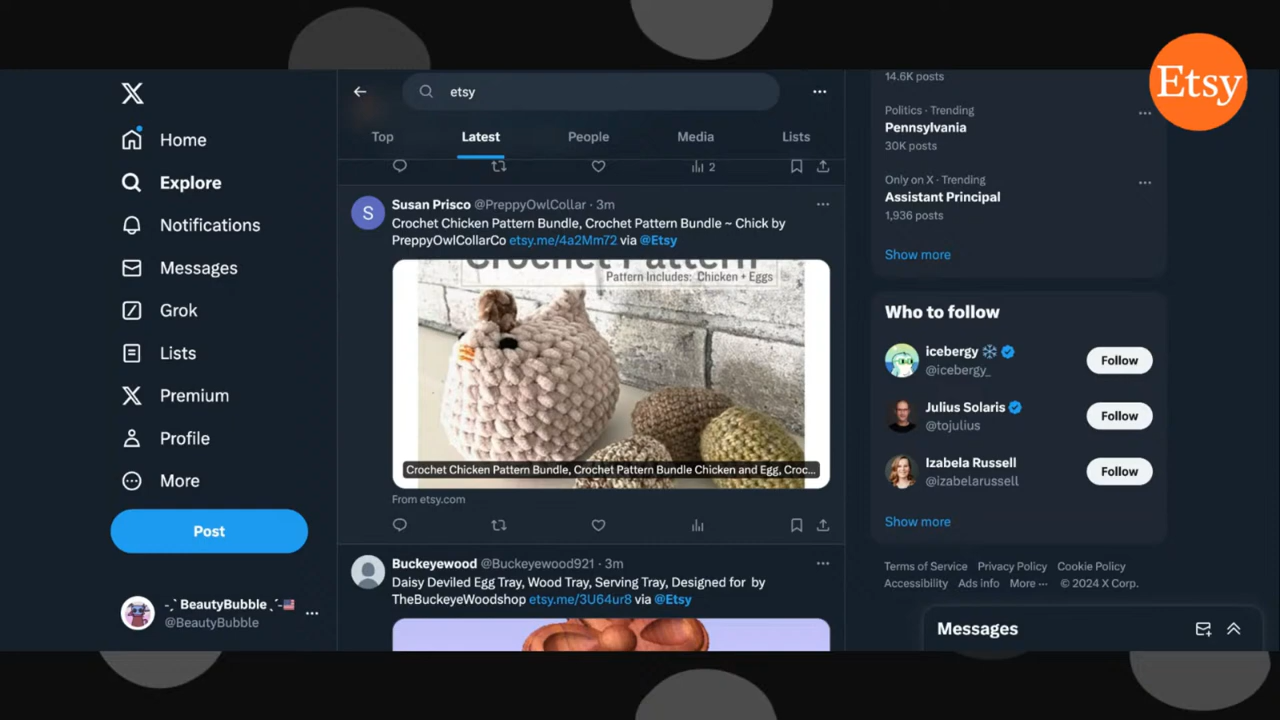 Etsy
Home
Explore
Notifications
Messages
Grok
Lists
Premium
Profile
More
Post
-ˏˋ BeautyBubble ˎˊ-
@BeautyBubble
etsy
Top
Latest
People
Media
Lists
2
Susan Prisco @PreppyOwlCollar · 3m
Crochet Chicken Pattern Bundle, Crochet Pattern Bundle ~ Chick by
PreppyOwlCollarCo etsy.me/4a2Mm72 via @Etsy
Crochet Pattern
Pattern Includes: Chicken + Eggs
Crochet Chicken Pattern Bundle, Crochet Pattern Bundle Chicken and Egg, Croc...
From etsy.com
Buckeyewood @Buckeyewood921 · 3m
Daisy Deviled Egg Tray, Wood Tray, Serving Tray, Designed for by
TheBuckeyeWoodshop etsy.me/3U64ur8 via @Etsy
14.6K posts
Politics · Trending
Pennsylvania
30K posts
Only on X · Trending
Assistant Principal
1,936 posts
Show more
Who to follow
icebergy
@icebergy_
Follow
Julius Solaris
@tojulius
Follow
Izabela Russell
@izabelarussell
Follow
Show more
Terms of Service Privacy Policy Cookie Policy
Accessibility Ads info More ··· © 2024 X Corp.
Messages